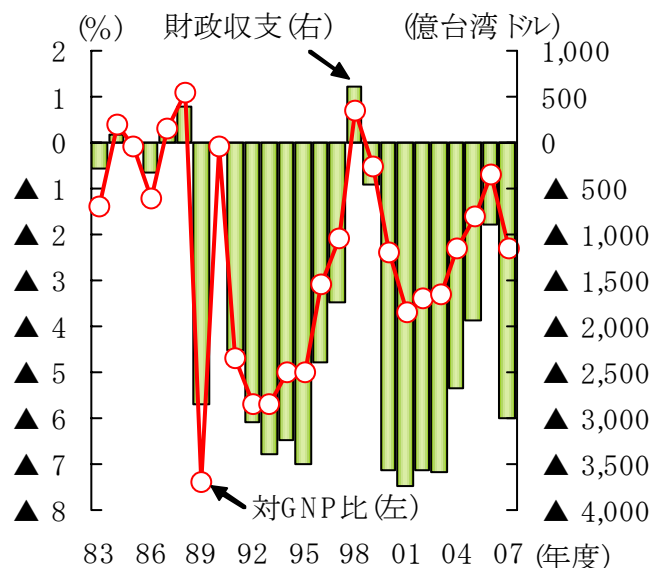 (%) 財政収支(右) (億台湾ドル)
2 1,000
1 500
0 0
▲ 1 ▲ 500
▲ 2 ▲ 1,000
▲ 3 ▲ 1,500
▲ 4 ▲ 2,000
▲ 5 ▲ 2,500
▲ 6 ▲ 3,000
▲ 7 ▲ 3,500
▲ 8 対GNP比(左) ▲ 4,000
83 86 89 92 95 98 01 04 07 (年度)